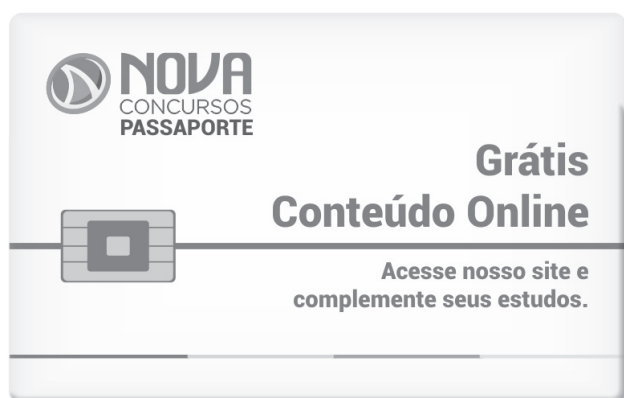 NOVA
CONCURSOS
PASSAPORTE
Grátis
Conteúdo Online
Acesse nosso site e
complemente seus estudos.